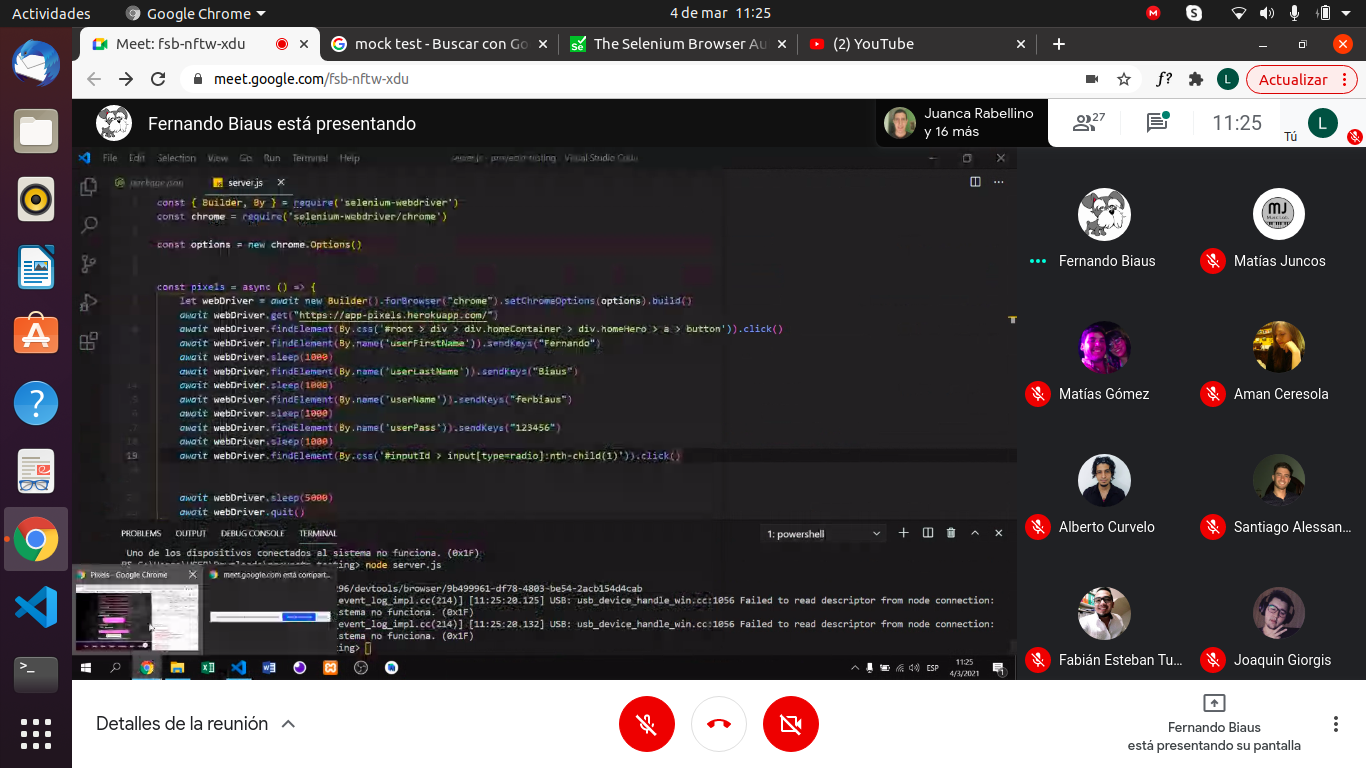 Actividades
Google Chrome
4 de mar 11:25
Meet: fsb-nftw-xdu
mock test - Buscar con Go
The Selenium Browser Au
(2) YouTube
meet.google.com/fsb-nftw-xdu
f?
L
Actualizar
Fernando Biaus está presentando
Juanca Rabellino
y 16 más
27
11:25
Tú
L
File Edit Selection View Go Run Terminal Help
server.js - proyecto-testing - Visual Studio Code
package.json
server.js
const { Builder, By } = require('selenium-webdriver')
const chrome = require('selenium-webdriver/chrome')
const options = new chrome.Options()
const pixels = async () => {
let webDriver = await new Builder().forBrowser("chrome").setChromeOptions(options).build()
await webDriver.get("https://app-pixels.herokuapp.com/")
await webDriver.findElement(By.css('#root > div > div.homeContainer > div.homeHero > a > button')).click()
await webDriver.findElement(By.name('userFirstName')).sendKeys("Fernando")
await webDriver.sleep(1000)
await webDriver.findElement(By.name('userLastName')).sendKeys("Biaus")
await webDriver.sleep(1000)
await webDriver.findElement(By.name('userName')).sendKeys("ferbiaus")
await webDriver.sleep(1000)
await webDriver.findElement(By.name('userPass')).sendKeys("123456")
await webDriver.sleep(1000)
19 await webDriver.findElement(By.css('#inputId > input[type=radio]:nth-child(1)')).click()
await webDriver.sleep(5000)
await webDriver.quit()
PROBLEMS OUTPUT DEBUG CONSOLE TERMINAL
1: powershell
Uno de los dispositivos conectados al sistema no funciona. (0x1F)
node server.js
Pixels - Google Chrome
meet.google.com está compart...
96/devtools/browser/9b499961-df78-4803-be54-2acb154d4cab
event_log_impl.cc(214)] [11:25:20.125] USB: usb_device_handle_win.cc:1056 Failed to read descriptor from node connection:
stema no funciona. (0x1F)
event_log_impl.cc(214)] [11:25:20.132] USB: usb_device_handle_win.cc:1056 Failed to read descriptor from node connection:
stema no funciona. (0x1F)
ting>
ESP
11:25
4/3/2021
Fernando Biaus
MJ
Matías Juncos
Matías Gómez
Aman Ceresola
Alberto Curvelo
Santiago Alessan...
Fabián Esteban Tu...
Joaquin Giorgis
Detalles de la reunión
Fernando Biaus
está presentando su pantalla